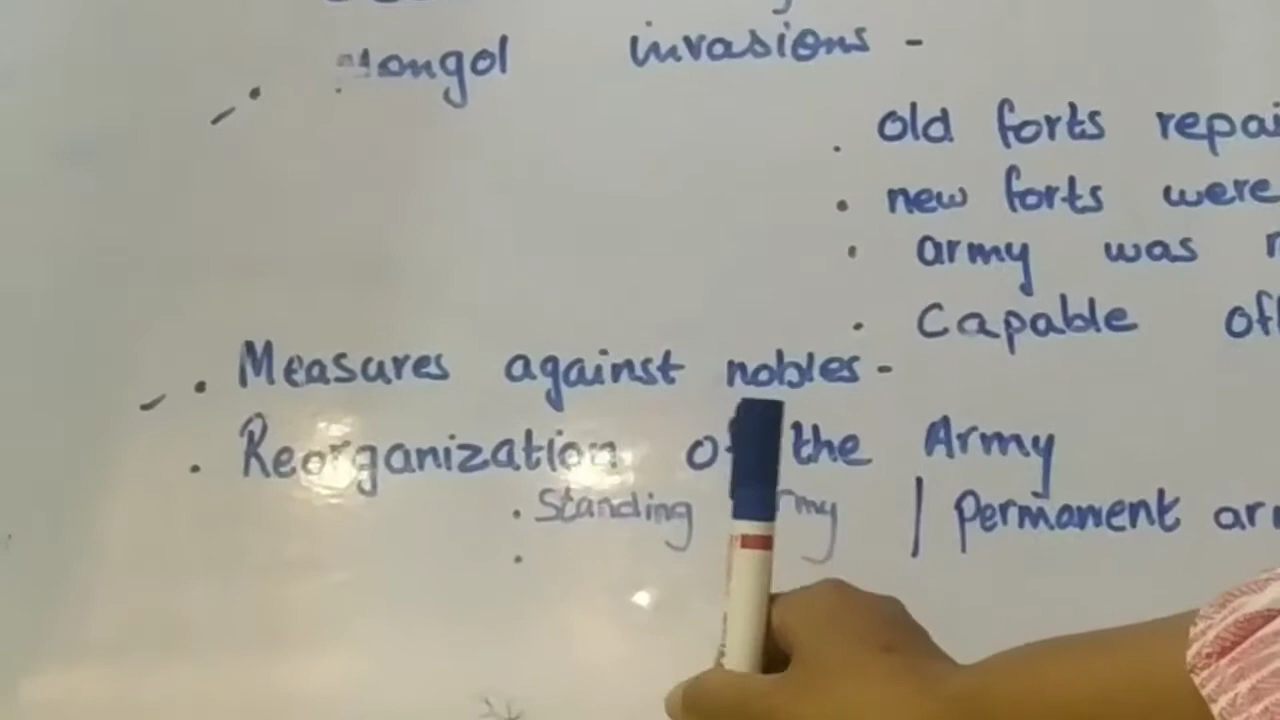 Mongol invasions -
. old forts repai
. new forts were
. army was
. Capable of
. Measures against nobles -
. Reorganization of the Army
. Standing army | permanent ar
.